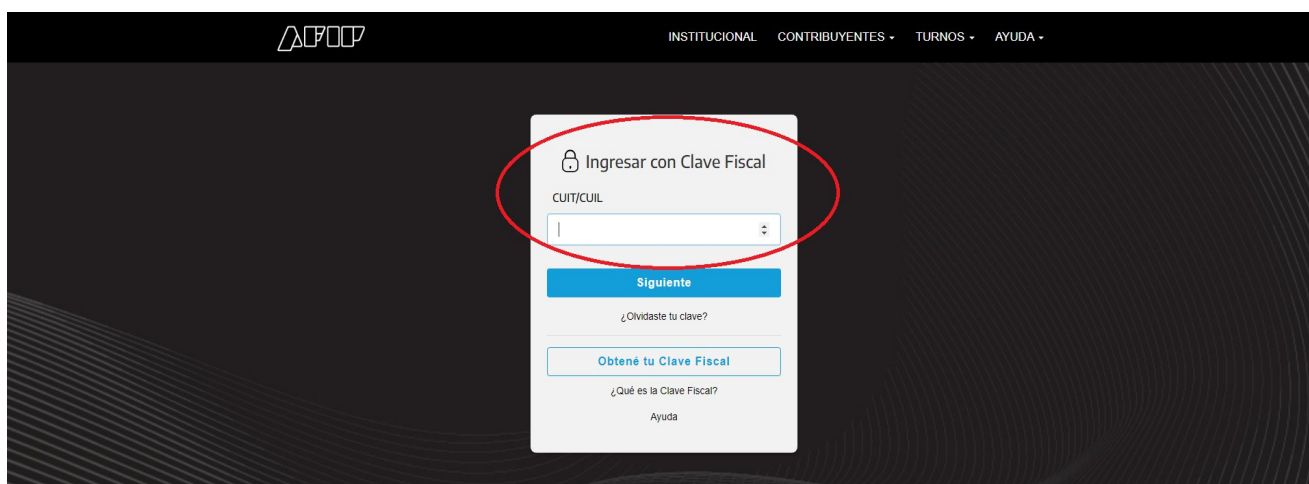 AFIP
INSTITUCIONAL CONTRIBUYENTES TURNOS AYUDA
Ingresar con Clave Fiscal
CUIT/CUIL
Siguiente
¿Olvidaste tu clave?
Obtené tu Clave Fiscal
¿Qué es la Clave Fiscal?
Ayuda